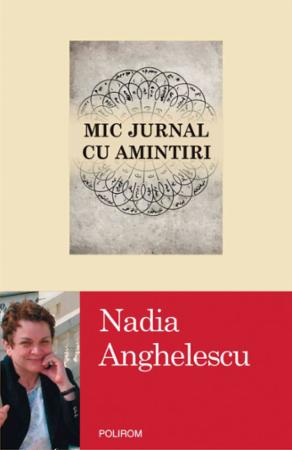 MIC JURNAL
CU AMINTIRI
Nadia
Anghelescu
POLIROM